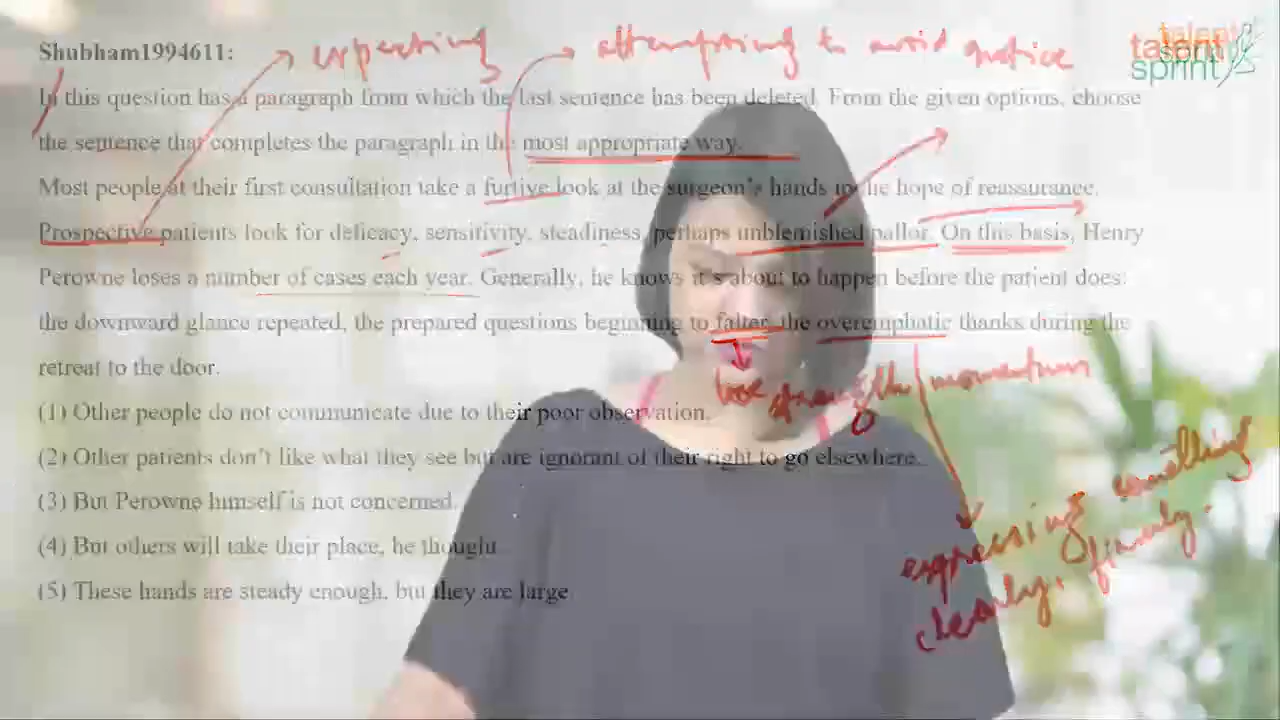 talent
sprint
Shubham1994611:
expecting
attempting to avoid notice
In this question has a paragraph from which the last sentence has been deleted. From the given options, choose
the sentence that completes the paragraph in the most appropriate way.
Most people at their first consultation take a furtive look at the surgeon's hands in the hope of reassurance.
Prospective patients look for delicacy, sensitivity, steadiness, perhaps unblemished pallor. On this basis, Henry
Perowne loses a number of cases each year. Generally, he knows it's about to happen before the patient does:
the downward glance repeated, the prepared questions beginning to falter, the overemphatic thanks during the
retreat to the door.
lose strength/momentum
(1) Other people do not communicate due to their poor observation.
(2) Other patients don't like what they see but are ignorant of their right to go elsewhere.
(3) But Perowne himself is not concerned.
(4) But others will take their place, he thought
(5) These hands are steady enough, but they are large
expressing something
clearly, firmly.